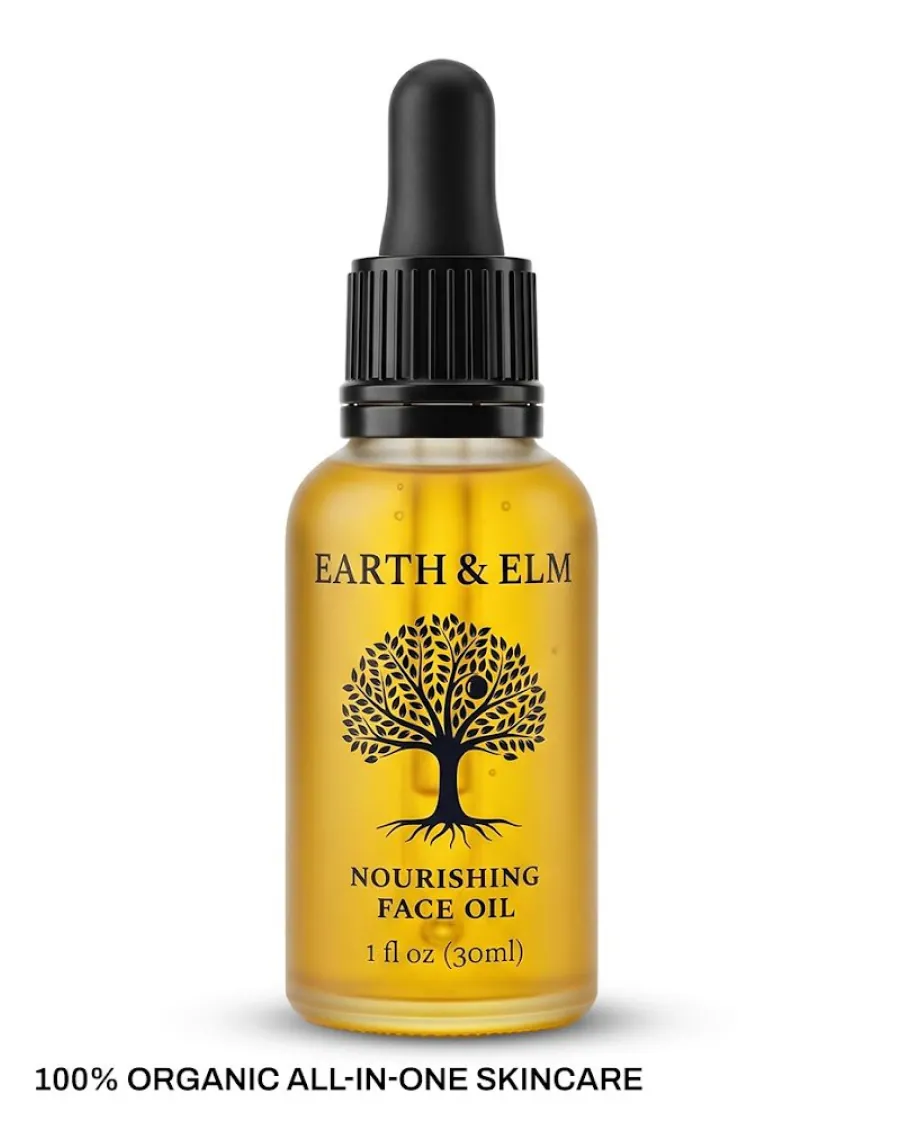 EARTH & ELM
NOURISHING
FACE OIL
1 fl oz (30ml)
100% ORGANIC ALL-IN-ONE SKINCARE